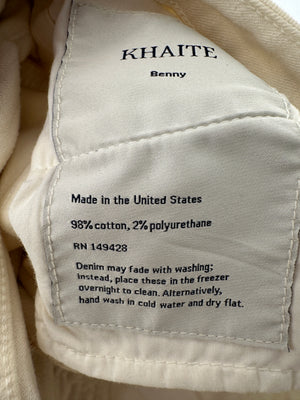 KHAITE
Benny
Made in the United States
98% cotton, 2% polyurethane
RN 149428
Denim may fade with washing;
instead, place these in the freezer
overnight to clean. Alternatively,
hand wash in cold water and dry flat.